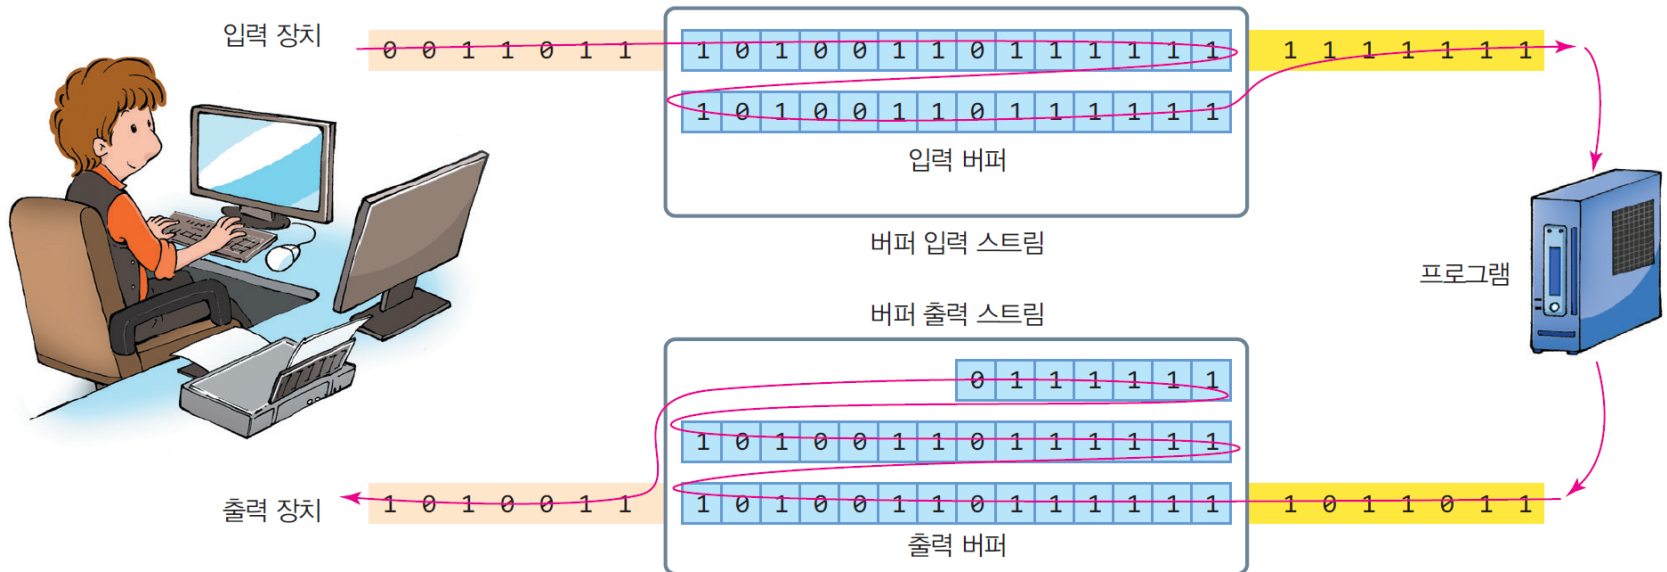 입력 장치
0 0 1 1 0 1 1 1 0 1 0 0 1 1 0 1 1 1 1 1 1 1 1 1 1 1 1 1
1 0 1 0 0 1 1 0 1 1 1 1 1 1
입력 버퍼
버퍼 입력 스트림
프로그램
버퍼 출력 스트림
0 1 1 1 1 1 1
1 0 1 0 0 1 1 0 1 1 1 1 1 1
출력 장치
1 0 1 0 0 1 1 1 0 1 0 0 1 1 0 1 1 1 1 1 1 1 0 1 1 0 1 1
출력 버퍼